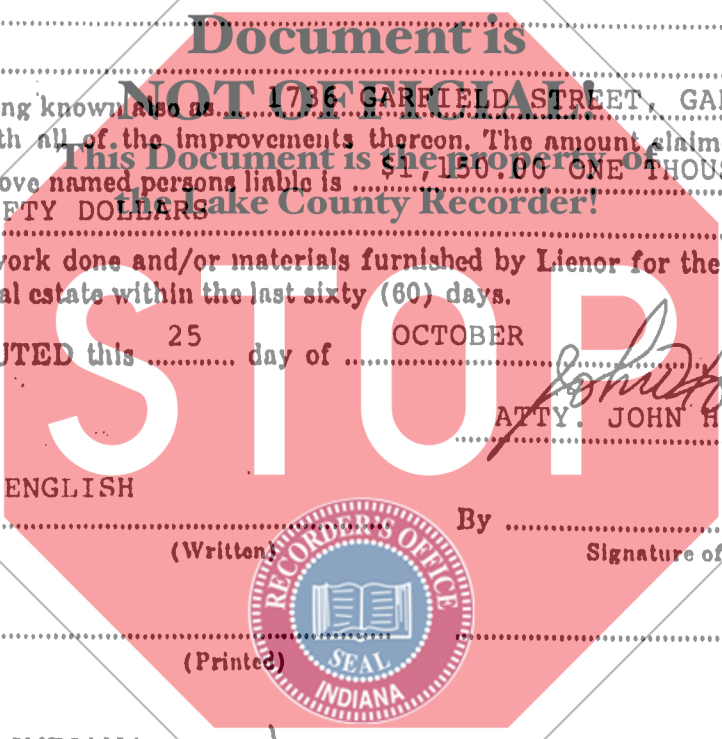 Document is
NOT OFFICIAL!
ng known also as 1736 GARFIELD STREET, GA
th all of the improvements thereon. The amount claim
This Document is the property of
ove named persons liable is $1,150.00 ONE THOUS
the Lake County Recorder!
FTY DOLLARS
work done and/or materials furnished by Lienor for the
al estate within the last sixty (60) days.
STOP
UTED this 25 day of OCTOBER
ATTY. JOHN H
ENGLISH
By
(Written)
Signature of
RECORDER'S OFFICE
SEAL
INDIANA
(Printed)